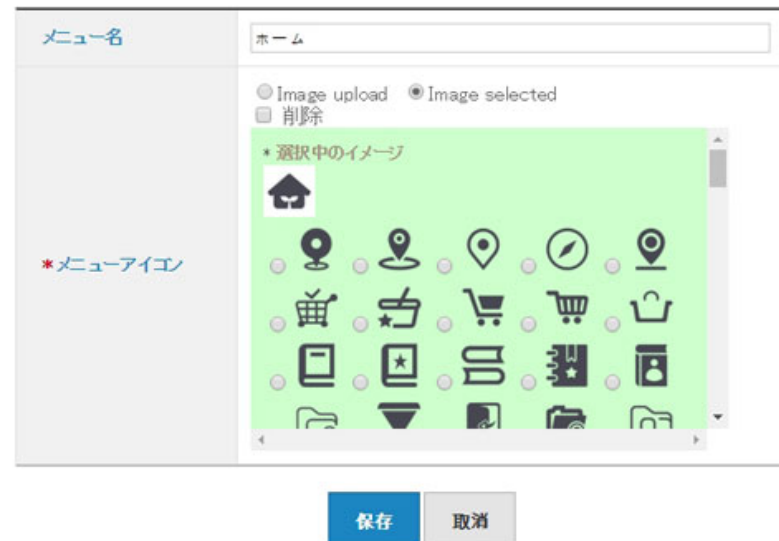 メニュー名
ホーム
Image upload Image selected
削除
* 選択中のイメージ
*メニューアイコン
保存 取消